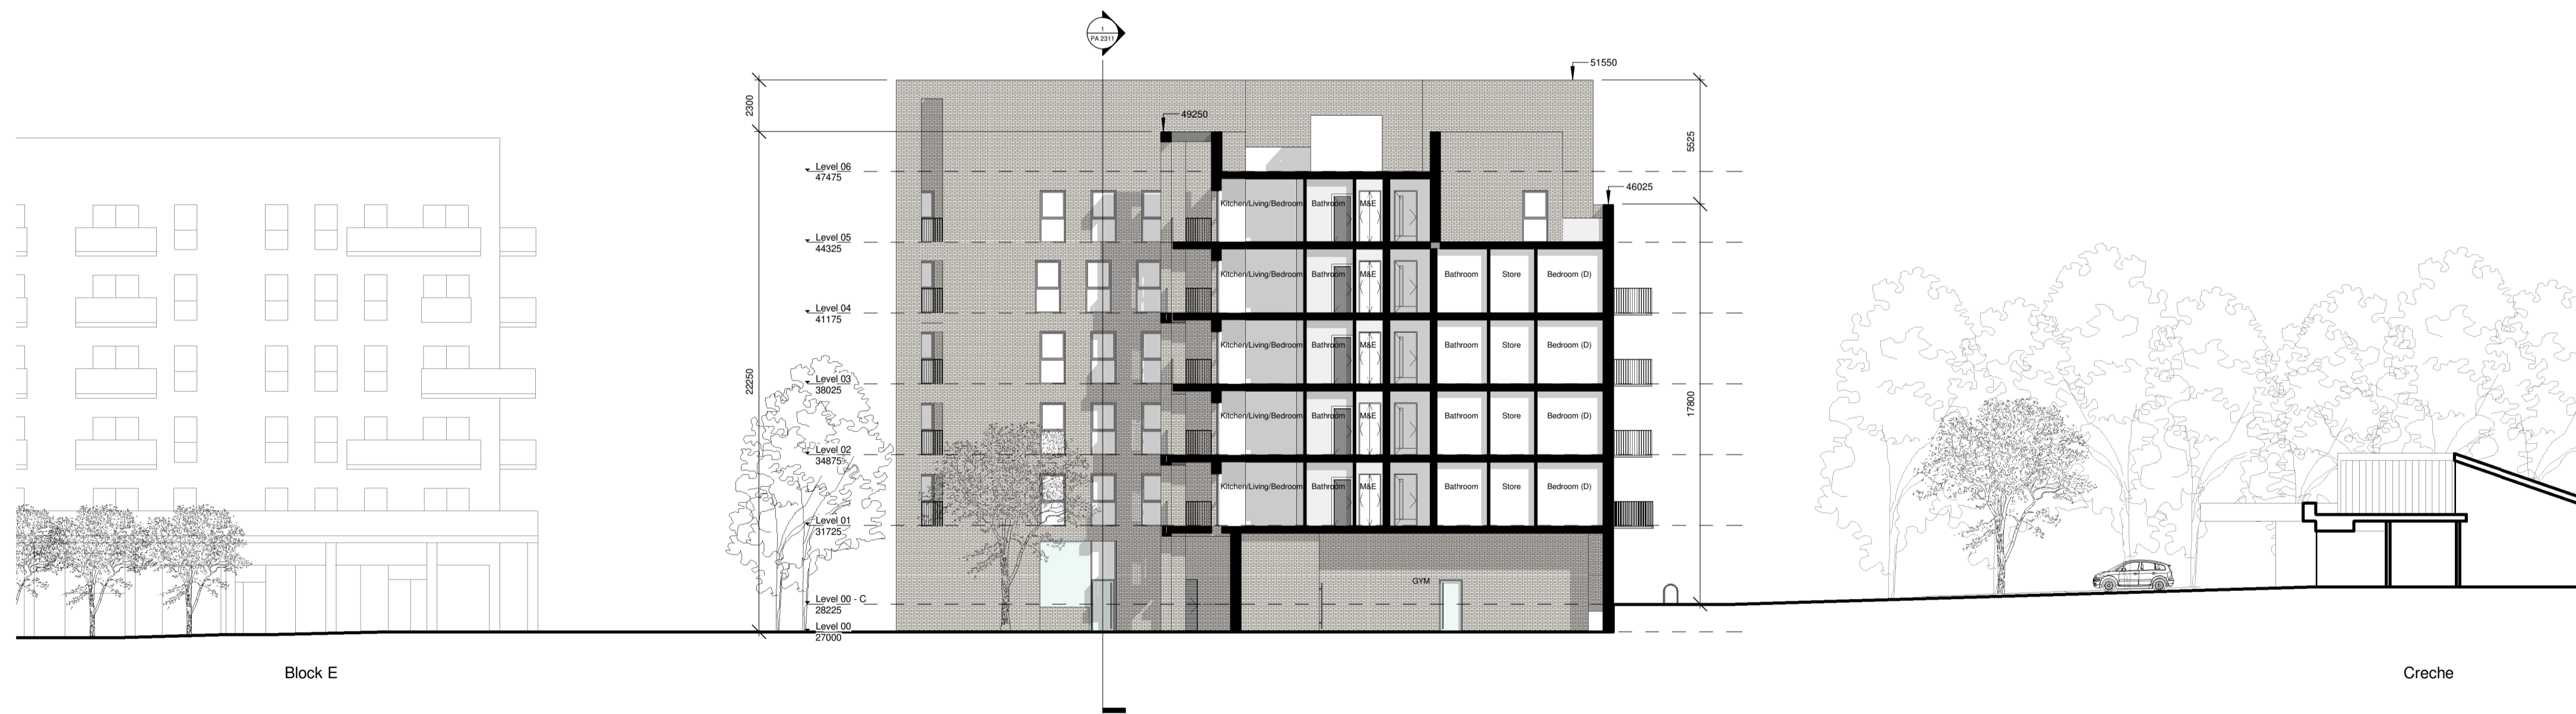 1
PA 2311
51550
2300
49250
5525
Level 06
47475
46025
Kitchen/Living/Bedroom Bathroom M&E
Level 05
44325
Kitchen/Living/Bedroom Bathroom M&E Bathroom Store Bedroom (D)
Level 04
41175
Kitchen/Living/Bedroom Bathroom M&E Bathroom Store Bedroom (D)
22250
Level 03
38025
17800
Kitchen/Living/Bedroom Bathroom M&E Bathroom Store Bedroom (D)
Level 02
34875
Kitchen/Living/Bedroom Bathroom M&E Bathroom Store Bedroom (D)
Level 01
31725
GYM
Level 00 - C
28225
Level 00
27000
Block E
Creche